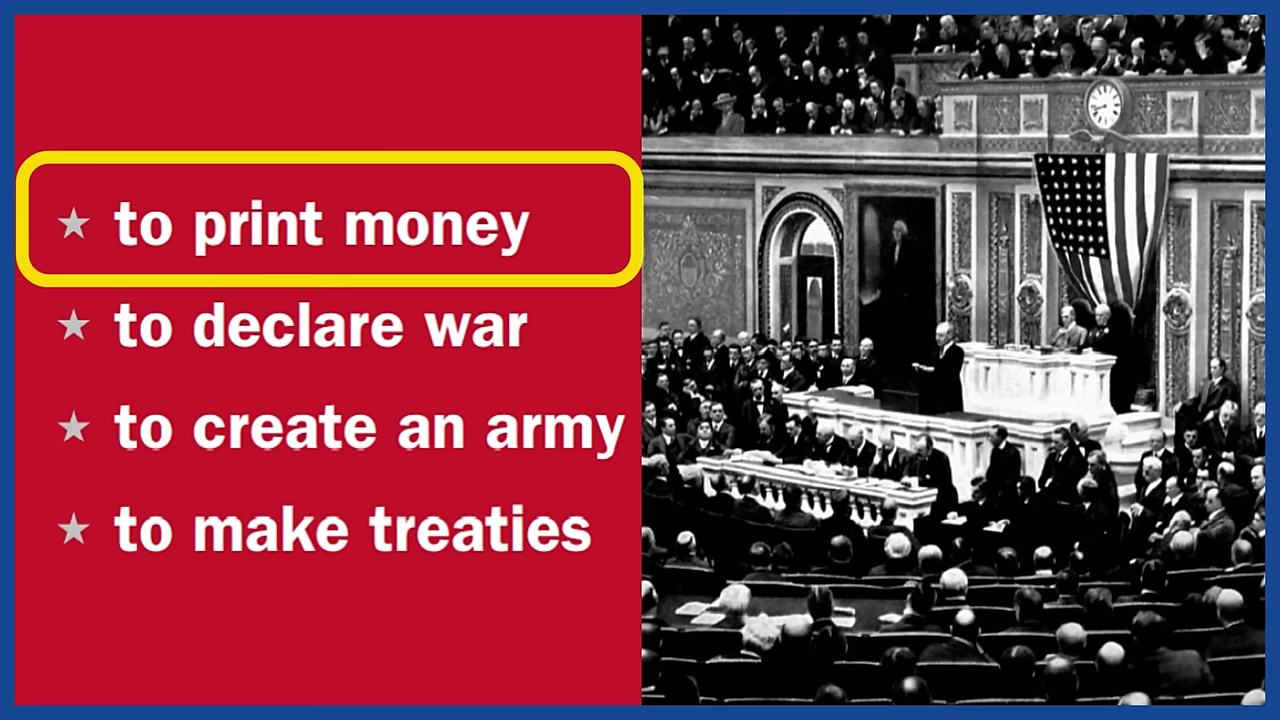 to print money
to declare war
to create an army
to make treaties